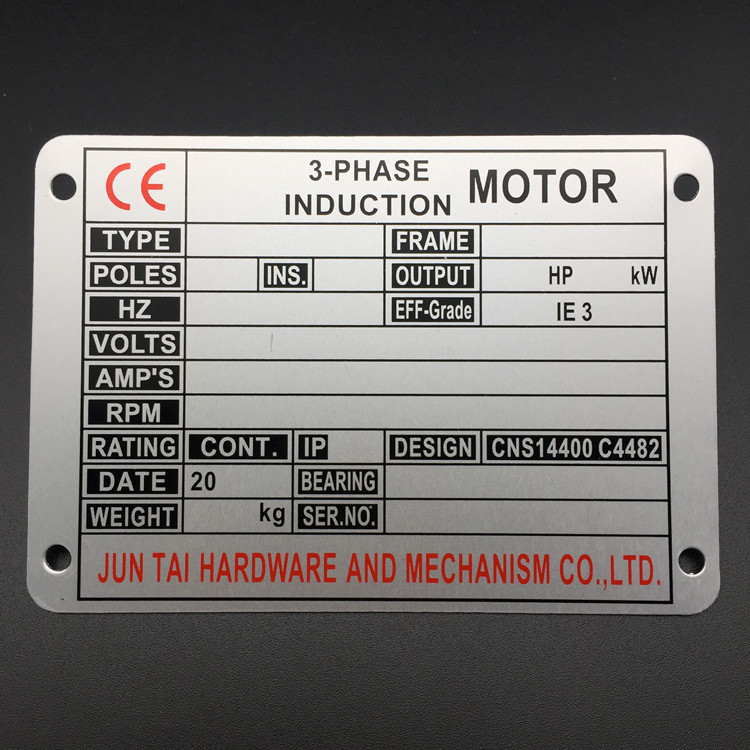 CE 3-PHASE INDUCTION MOTOR
TYPE FRAME
POLES INS. OUTPUT HP kW
HZ EFF-Grade IE 3
VOLTS
AMP'S
RPM
RATING CONT. IP DESIGN CNS14400 C4482
DATE 20 BEARING
WEIGHT kg SER.NO.
JUN TAI HARDWARE AND MECHANISM CO.,LTD.